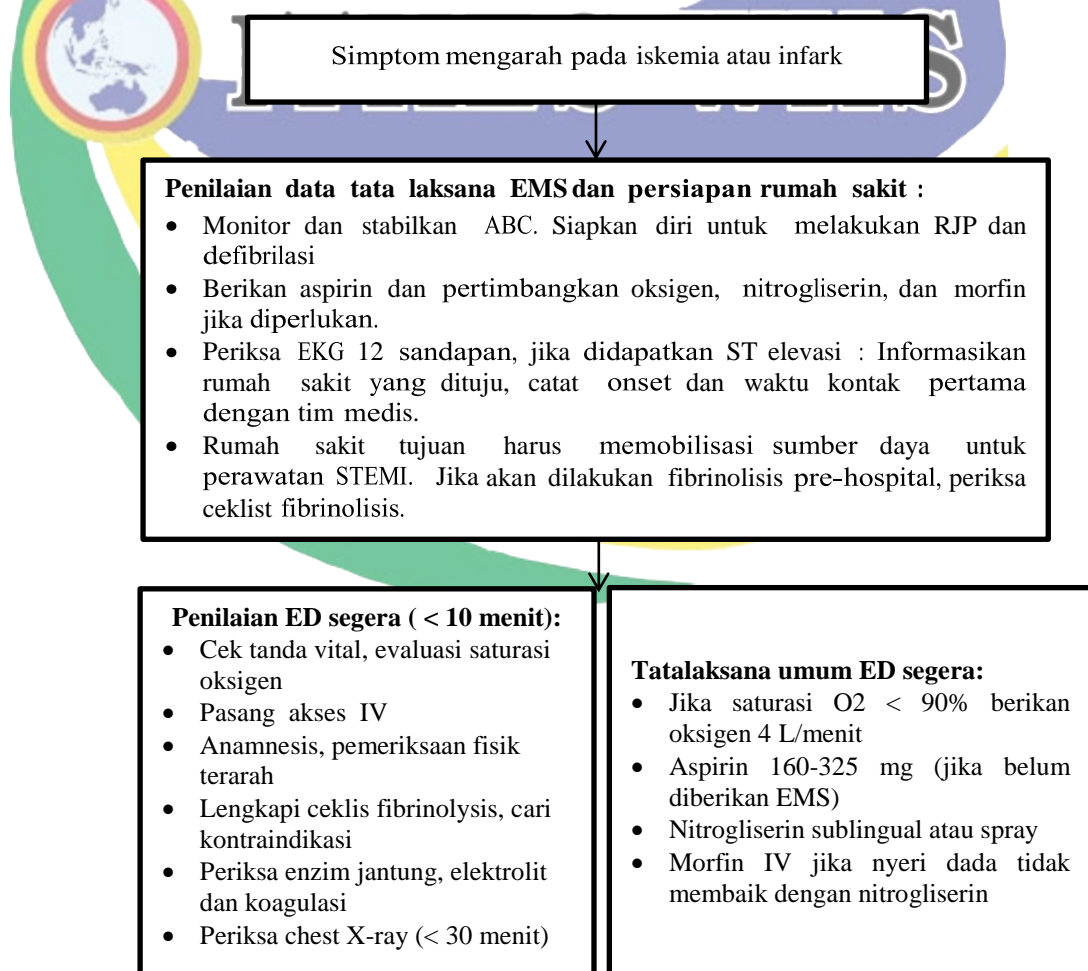 Simptom mengarah pada iskemia atau infark
Penilaian data tata laksana EMS dan persiapan rumah sakit :
• Monitor dan stabilkan ABC. Siapkan diri untuk melakukan RJP dan
defibrilasi
• Berikan aspirin dan pertimbangkan oksigen, nitrogliserin, dan morfin
jika diperlukan.
• Periksa EKG 12 sandapan, jika didapatkan ST elevasi : Informasikan
rumah sakit yang dituju, catat onset dan waktu kontak pertama
dengan tim medis.
• Rumah sakit tujuan harus memobilisasi sumber daya untuk
perawatan STEMI. Jika akan dilakukan fibrinolisis pre-hospital, periksa
ceklist fibrinolisis.
Penilaian ED segera ( < 10 menit):
• Cek tanda vital, evaluasi saturasi
oksigen
• Pasang akses IV
• Anamnesis, pemeriksaan fisik
terarah
• Lengkapi ceklis fibrinolysis, cari
kontraindikasi
• Periksa enzim jantung, elektrolit
dan koagulasi
• Periksa chest X-ray (< 30 menit)
Tatalaksana umum ED segera:
• Jika saturasi O2 < 90% berikan
oksigen 4 L/menit
• Aspirin 160-325 mg (jika belum
diberikan EMS)
• Nitrogliserin sublingual atau spray
• Morfin IV jika nyeri dada tidak
membaik dengan nitrogliserin